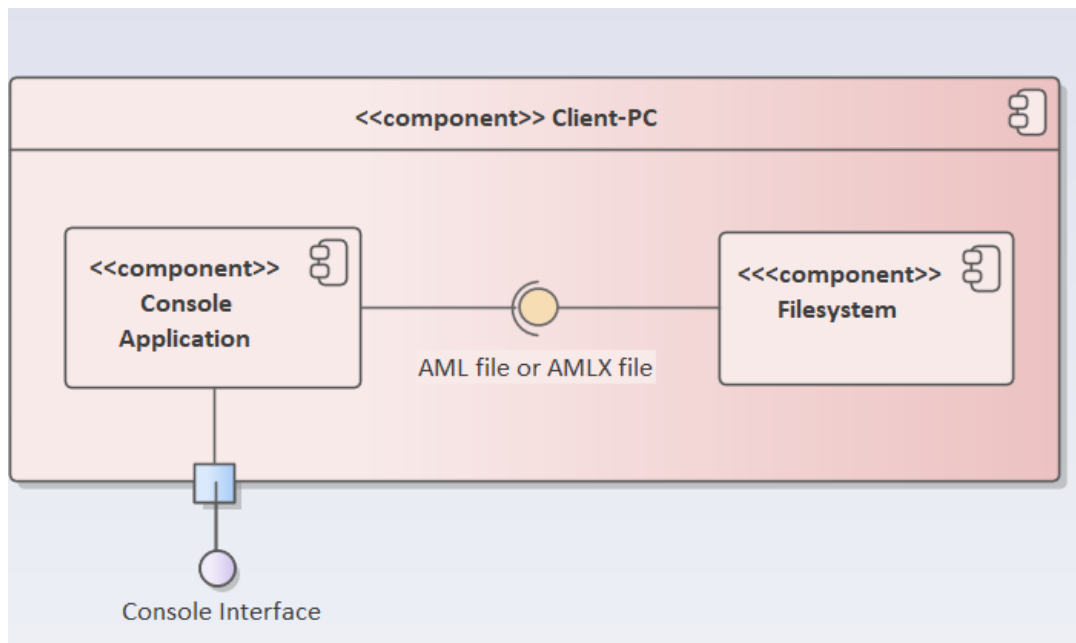 <<component>> Client-PC
<<component>>
Console
Application
<<<component>>
Filesystem
AML file or AMLX file
Console Interface